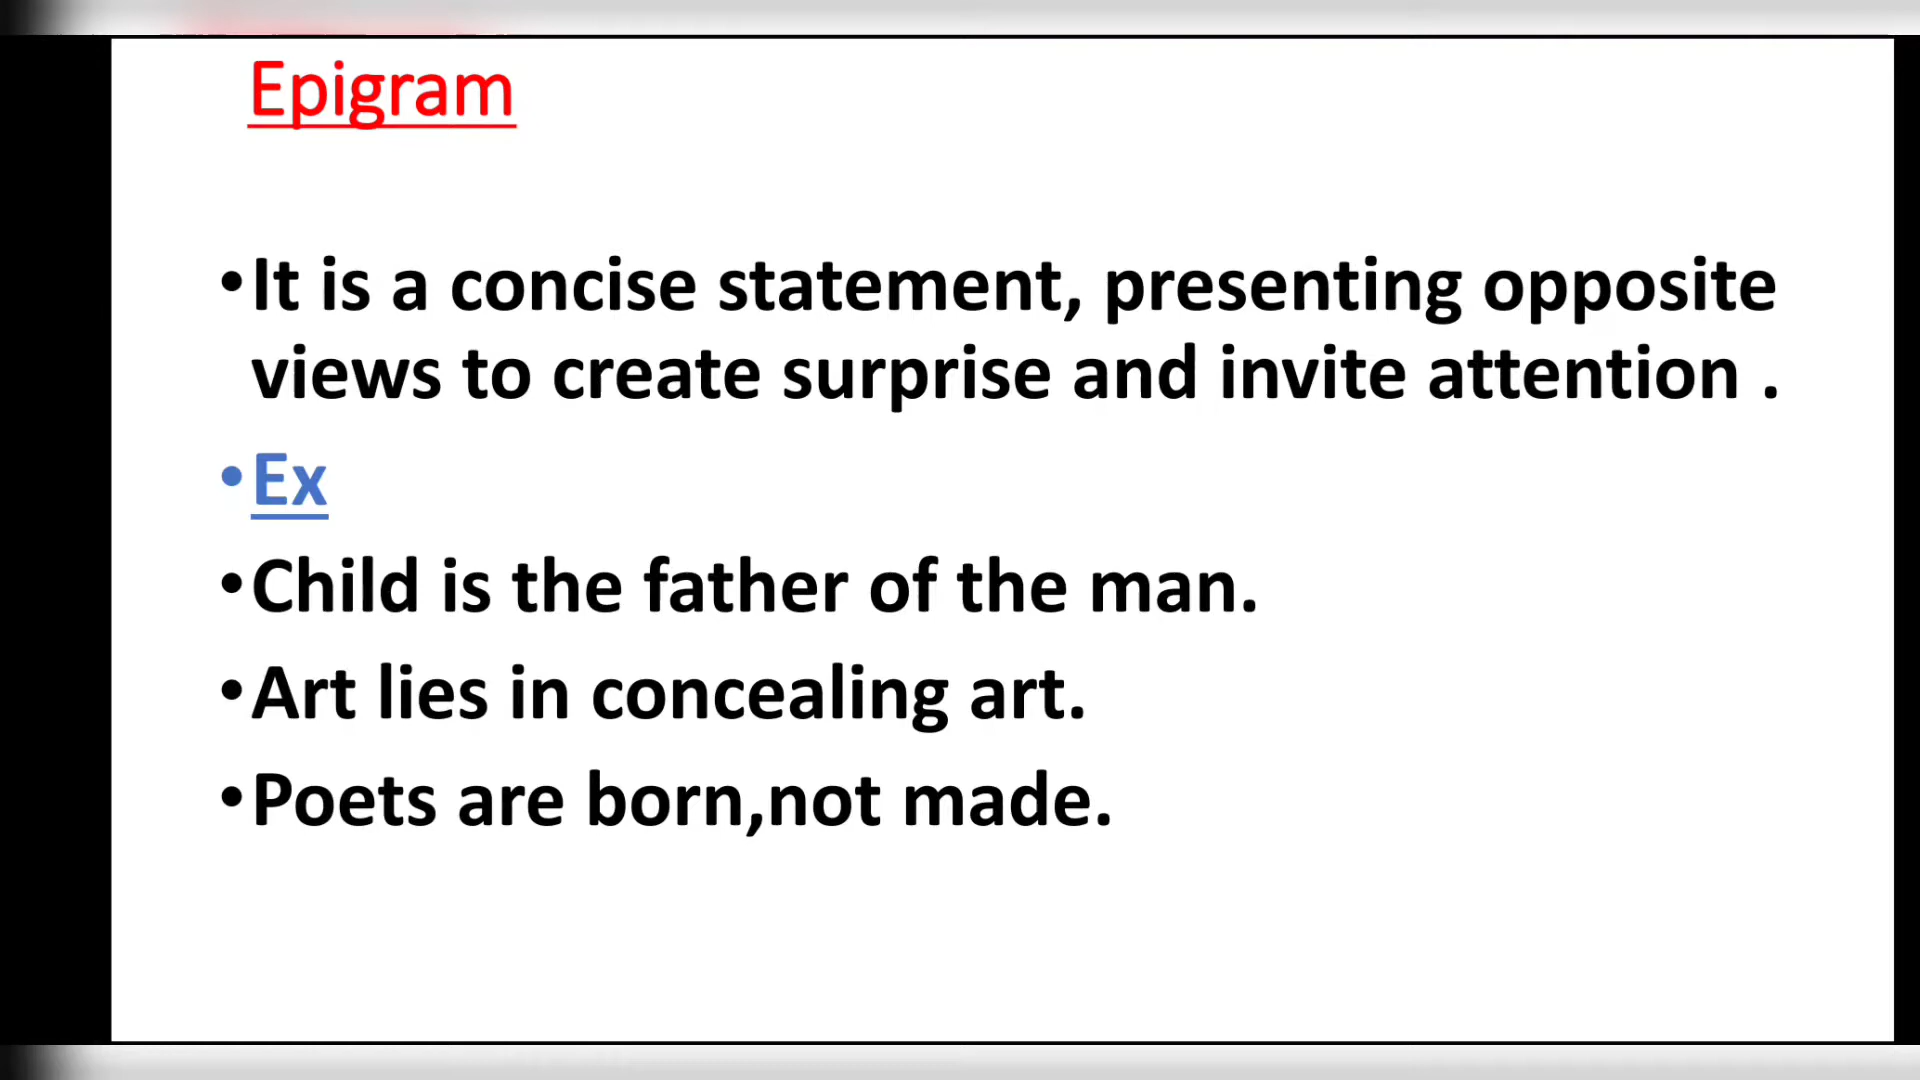 Epigram
•It is a concise statement, presenting opposite
views to create surprise and invite attention .
•Ex
•Child is the father of the man.
•Art lies in concealing art.
•Poets are born,not made.